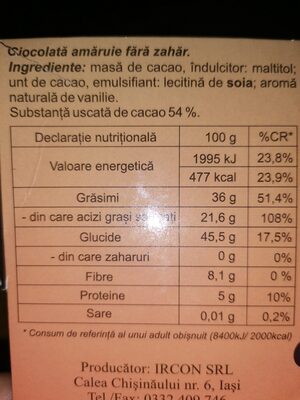 Ciocolată amăruie fără zahăr.
Ingrediente: masă de cacao, îndulcitor: maltitol;
unt de cacao, emulsifiant: lecitină de soia; aromă
naturală de vanilie.
Substanță uscată de cacao 54 %.
Declarație nutrițională 100 g %CR*
Valoare energetică 1995 kJ 23,8%
477 kcal 23,9%
Grăsimi 36 g 51,4%
- din care acizi grași saturați 21,6 g 108%
Glucide 45,5 g 17,5%
- din care zaharuri 0 g 0%
Fibre 8,1 g 0%
Proteine 5 g 10%
Sare 0,01 g 0,2%
* Consum de referință al unui adult obișnuit (8400kJ/ 2000kcal)
Producător: IRCON SRL
Calea Chișinăului nr. 6, Iași
Tel./Fax: 0332 409 746